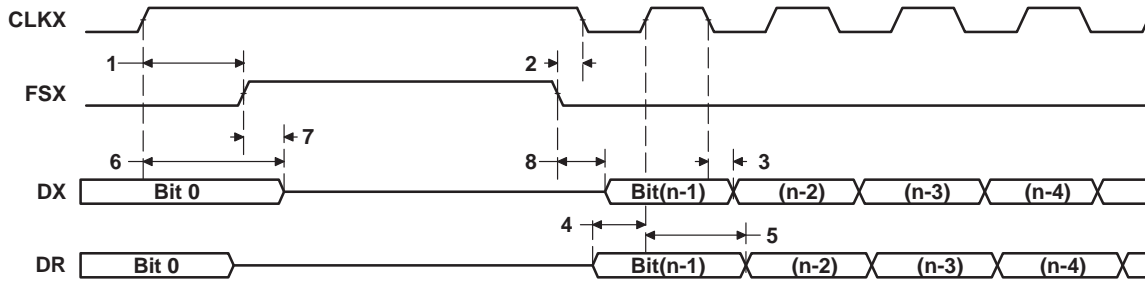 CLKX
1
2
FSX
7
6
8
3
DX
Bit 0
Bit(n-1)
(n-2)
(n-3)
(n-4)
4
5
DR
Bit 0
Bit(n-1)
(n-2)
(n-3)
(n-4)